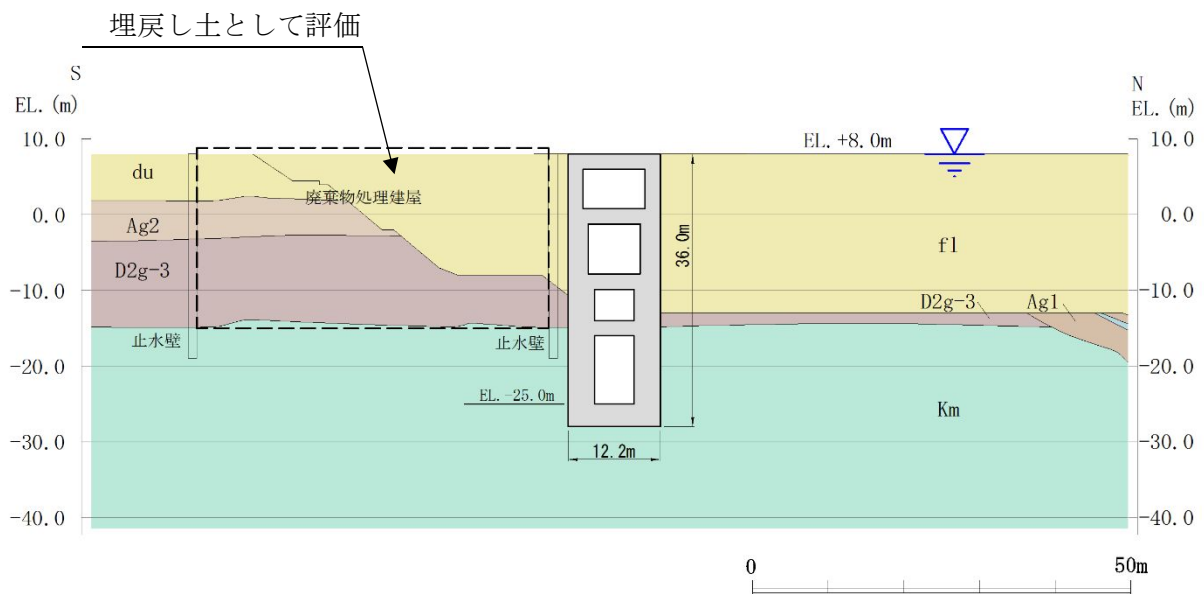 埋戻し土として評価
S
EL. (m)
N
EL. (m)
10.0
0.0
-10.0
-20.0
-30.0
-40.0
EL. +8.0m
10.0
0.0
-10.0
-20.0
-30.0
-40.0
du
廃棄物処理建屋
Ag2
D2g-3
36.0m
fl
D2g-3
Ag1
止水壁
止水壁
EL. -25.0m
Km
12.2m
0
50m